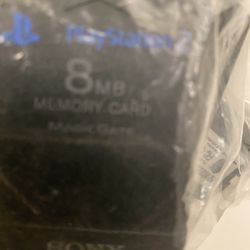 PlayStation 2
8MB
MEMORY CARD
Magic Gate
SONY